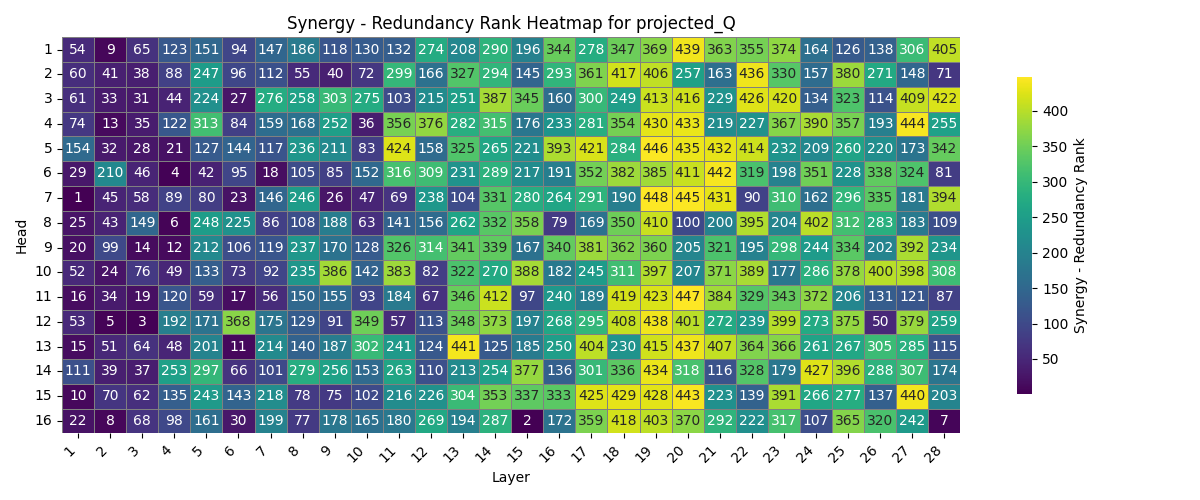 Synergy - Redundancy Rank Heatmap for projected_Q
1 54 9 65 123 151 94 147 186 118 130 132 274 208 290 196 344 278 347 369 439 363 355 374 164 126 138 306 405
2 60 41 38 88 247 96 112 55 40 72 299 166 327 294 145 293 361 417 406 257 163 436 330 157 380 271 148 71
3 61 33 31 44 224 27 276 258 303 275 103 215 251 387 345 160 300 249 413 416 229 426 420 134 323 114 409 422
4 74 13 35 122 313 84 159 168 252 36 356 376 282 315 176 233 281 354 430 433 219 227 367 390 357 193 444 255
5 154 32 28 21 127 144 117 236 211 83 424 158 325 265 221 393 421 284 446 435 432 414 232 209 260 220 173 342
6 29 210 46 4 42 95 18 105 85 152 316 309 231 289 217 191 352 382 385 411 442 319 198 351 228 338 324 81
7 1 45 58 89 80 23 146 246 26 47 69 238 104 331 280 264 291 190 448 445 431 90 310 162 296 335 181 394
8 25 43 149 6 248 225 86 108 188 63 141 156 262 332 358 79 169 350 410 100 200 395 204 402 312 283 183 109
9 20 99 14 12 212 106 119 237 170 128 326 314 341 339 167 340 381 362 360 205 321 195 298 244 334 202 392 234
10 52 24 76 49 133 73 92 235 386 142 383 82 322 270 388 182 245 311 397 207 371 389 177 286 378 400 398 308
11 16 34 19 120 59 17 56 150 155 93 184 67 346 412 97 240 189 419 423 447 384 329 343 372 206 131 121 87
12 53 5 3 192 171 368 175 129 91 349 57 113 348 373 197 268 295 408 438 401 272 239 399 273 375 50 379 259
13 15 51 64 48 201 11 214 140 187 302 241 124 441 125 185 250 404 230 415 437 407 364 366 261 267 305 285 115
14 111 39 37 253 297 66 101 279 256 153 263 110 213 254 377 136 301 336 434 318 116 328 179 427 396 288 307 174
15 10 70 62 135 243 143 218 78 75 102 216 226 304 353 337 333 425 429 428 443 223 139 391 266 277 137 440 203
16 22 8 68 98 161 30 199 77 178 165 180 269 194 287 2 172 359 418 403 370 292 222 317 107 365 320 242 7
1 2 3 4 5 6 7 8 9 10 11 12 13 14 15 16 17 18 19 20 21 22 23 24 25 26 27 28
Layer
Head
400
350
300
250
200
150
100
50
Synergy - Redundancy Rank